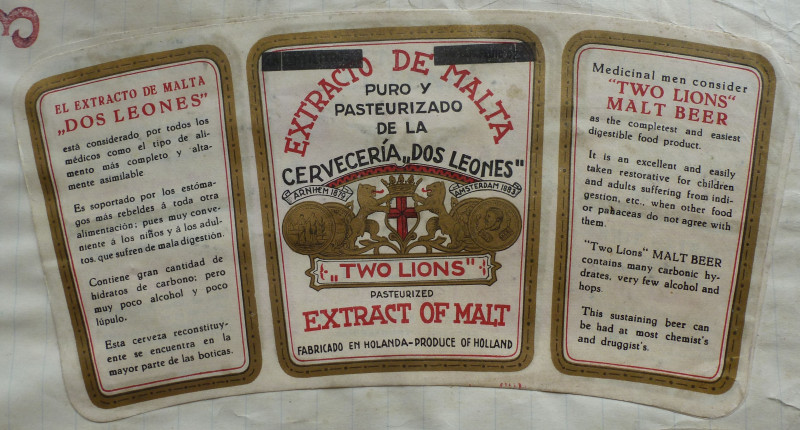 EL EXTRACTO DE MALTA
„DOS LEONES"
está considerado por todos los
médicos como el tipo de ali-
mento más completo y alta-
mente asimilable
Es soportado por los estóma-
gos más rebeldes á toda otra
alimentación; pues muy conve-
niente á los niños y á los adul-
tos, que sufren de mala digestión.
Contiene gran cantidad de
hidratos de carbono; pero
muy poco alcohol y poco
lúpulo.
Esta cerveza reconstituy-
ente se encuentra en la
mayor parte de las boticas.
EXTRACTO DE MALTA
PURO Y
PASTEURIZADO
DE LA
CERVECERÍA „DOS LEONES"
ARNHEM 1879
AMSTERDAM 1883
„TWO LIONS"
PASTEURIZED
EXTRACT OF MALT
FABRICADO EN HOLANDA-PRODUCE OF HOLLAND
Medicinal men consider
"TWO LIONS"
MALT BEER
as the completest and easiest
digestible food product.
It is an excellent and easily
taken restorative for children
and adults suffering from indi-
gestion, etc., when other food
or panaceas do not agree with
them.
"Two Lions" MALT BEER
contains many carbonic hy-
drates, very few alcohol and
hops.
This sustaining beer can
be had at most chemist's
and druggist's.